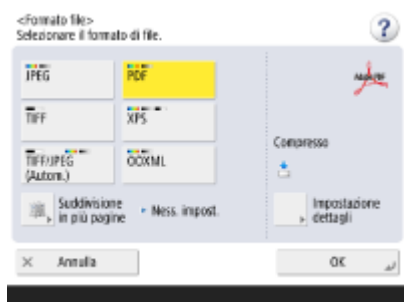 <Formato file>
Selezionare il formato di file.
?
JPEG
PDF
TIFF
XPS
TIFF/JPEG
(Autom.)
OOXML
Compresso
Suddivisione
in più pagine
Ness. impost.
Impostazione
dettagli
× Annulla
OK